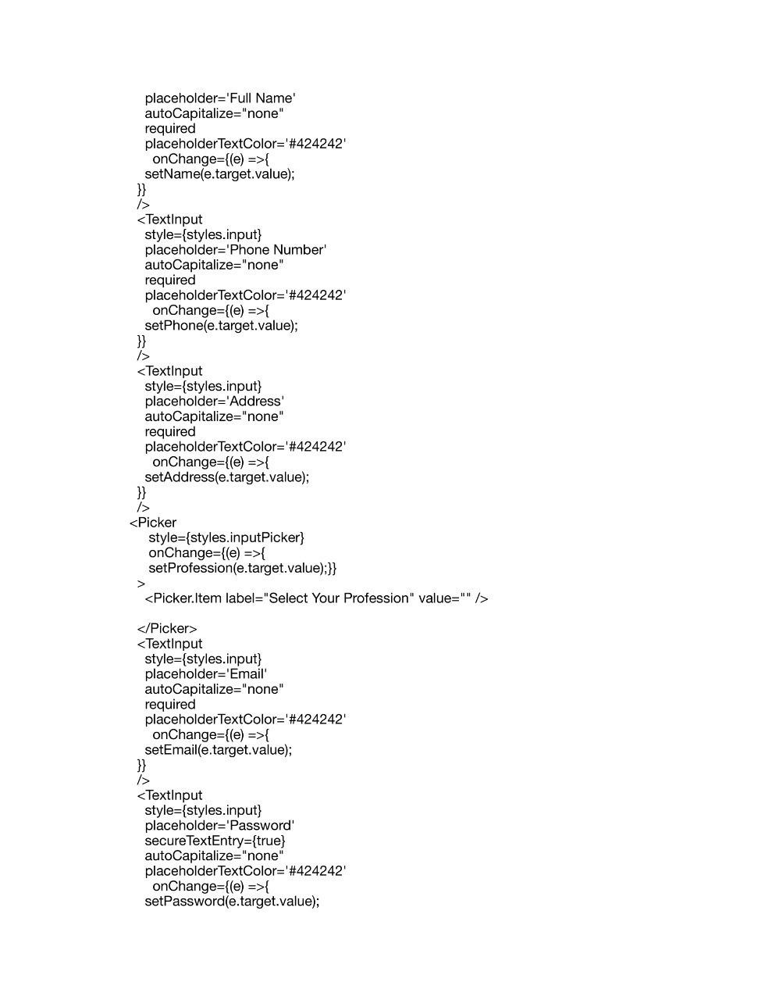 placeholder='Full Name'
autoCapitalize="none"
required
placeholderTextColor='#424242'
onChange={(e) =>{
setName(e.target.value);
}}
/>
<TextInput
style={styles.input}
placeholder='Phone Number'
autoCapitalize="none"
required
placeholderTextColor='#424242'
onChange={(e) =>{
setPhone(e.target.value);
}}
/>
<TextInput
style={styles.input}
placeholder='Address'
autoCapitalize="none"
required
placeholderTextColor='#424242'
onChange={(e) =>{
setAddress(e.target.value);
}}
/>
<Picker
style={styles.inputPicker}
onChange={(e) =>{
setProfession(e.target.value);}}
>
<Picker.Item label="Select Your Profession" value="" />
</Picker>
<TextInput
style={styles.input}
placeholder='Email'
autoCapitalize="none"
required
placeholderTextColor='#424242'
onChange={(e) =>{
setEmail(e.target.value);
}}
/>
<TextInput
style={styles.input}
placeholder='Password'
secureTextEntry={true}
autoCapitalize="none"
placeholderTextColor='#424242'
onChange={(e) =>{
setPassword(e.target.value);